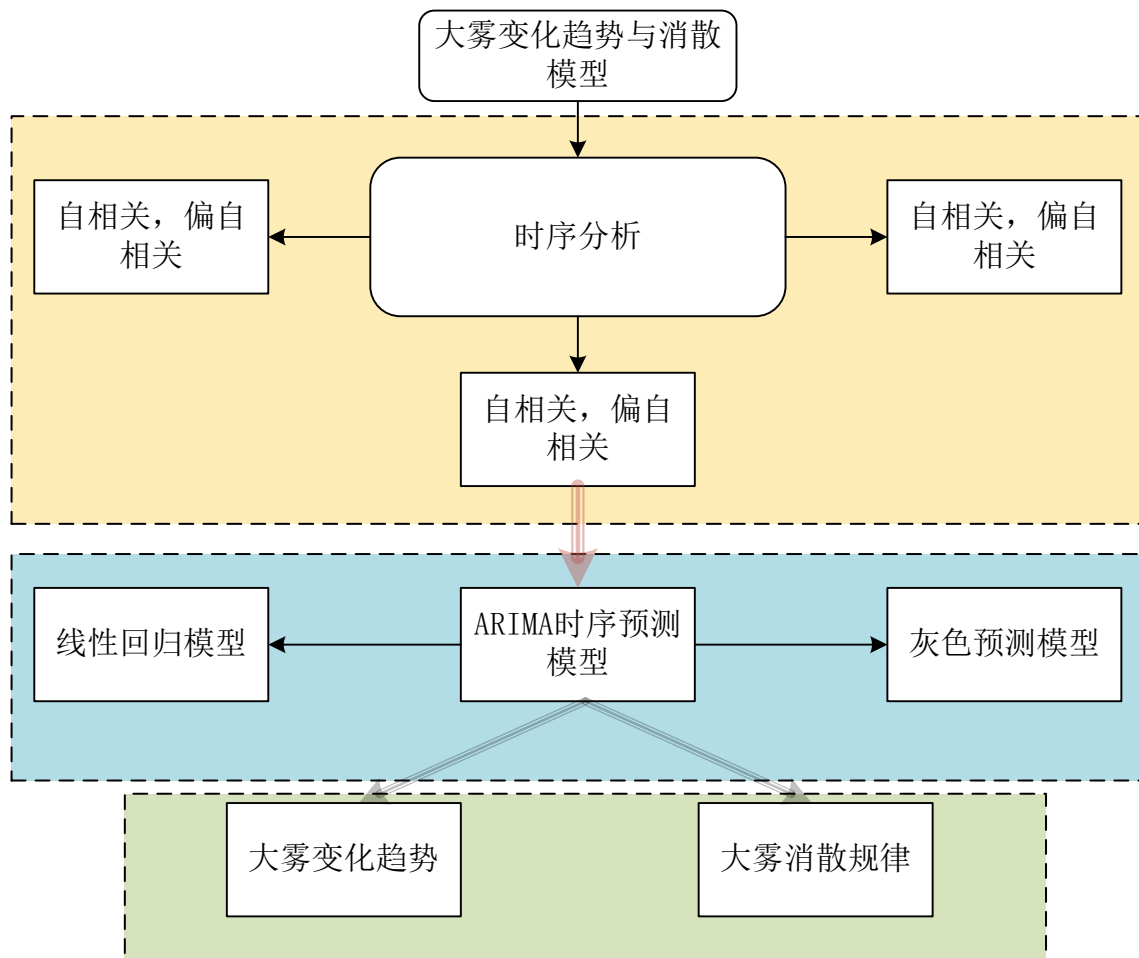 大雾变化趋势与消散
模型
自相关，偏自
相关
时序分析
自相关，偏自
相关
自相关，偏自
相关
线性回归模型
ARIMA时序预测
模型
灰色预测模型
大雾变化趋势
大雾消散规律